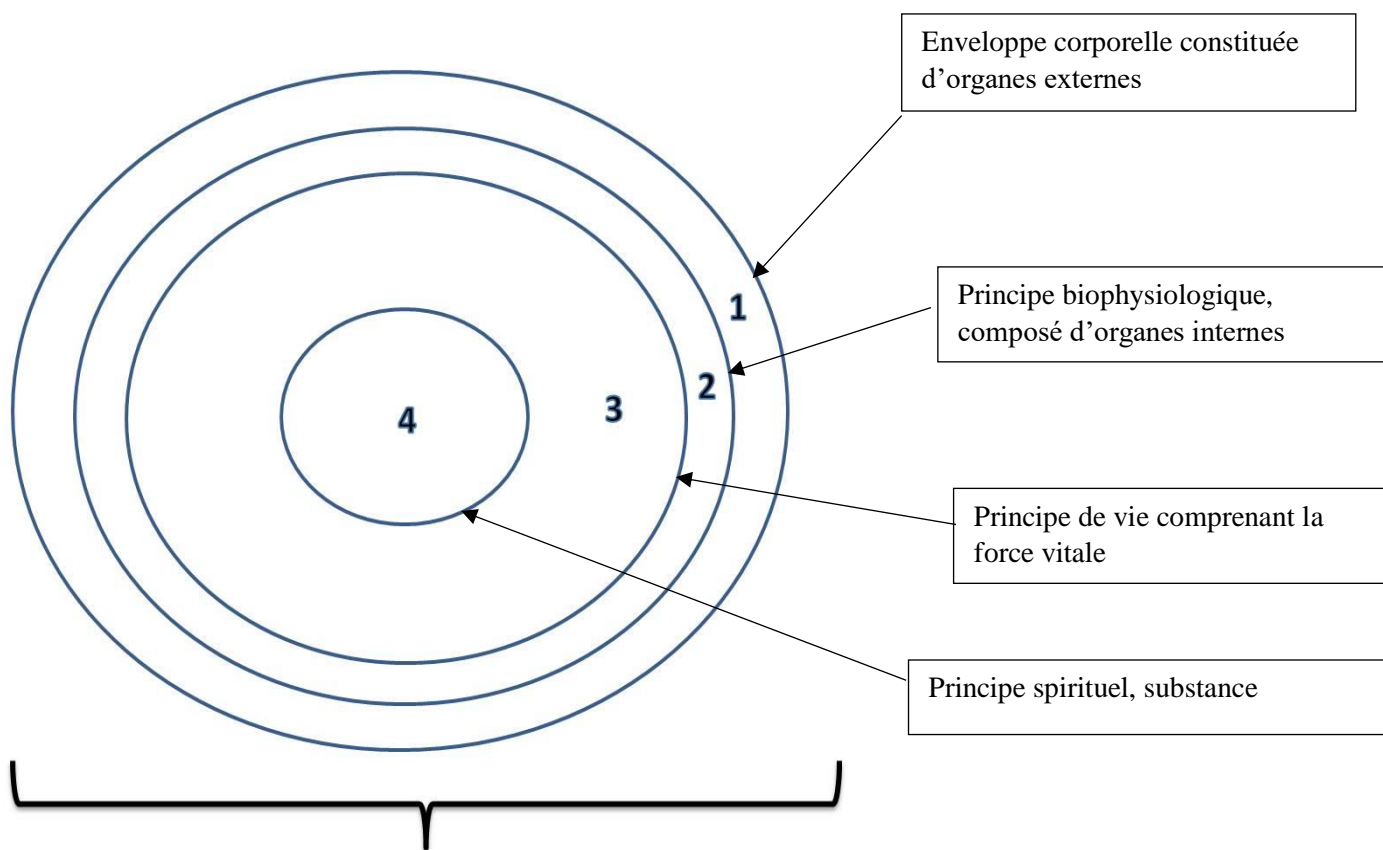 Enveloppe corporelle constituée
d’organes externes
1
Principe biophysiologique,
composé d’organes internes
2
3
4
Principe de vie comprenant la
force vitale
Principe spirituel, substance